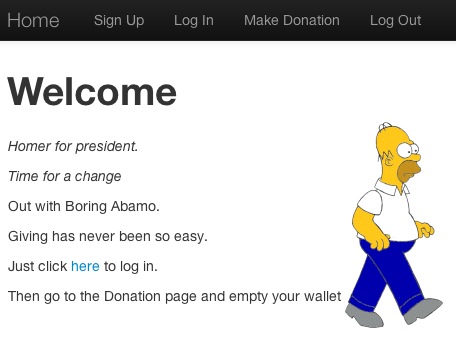 Home Sign Up Log In Make Donation Log Out
Welcome
Homer for president.
Time for a change
Out with Boring Abamo.
Giving has never been so easy.
Just click here to log in.
Then go to the Donation page and empty your wallet